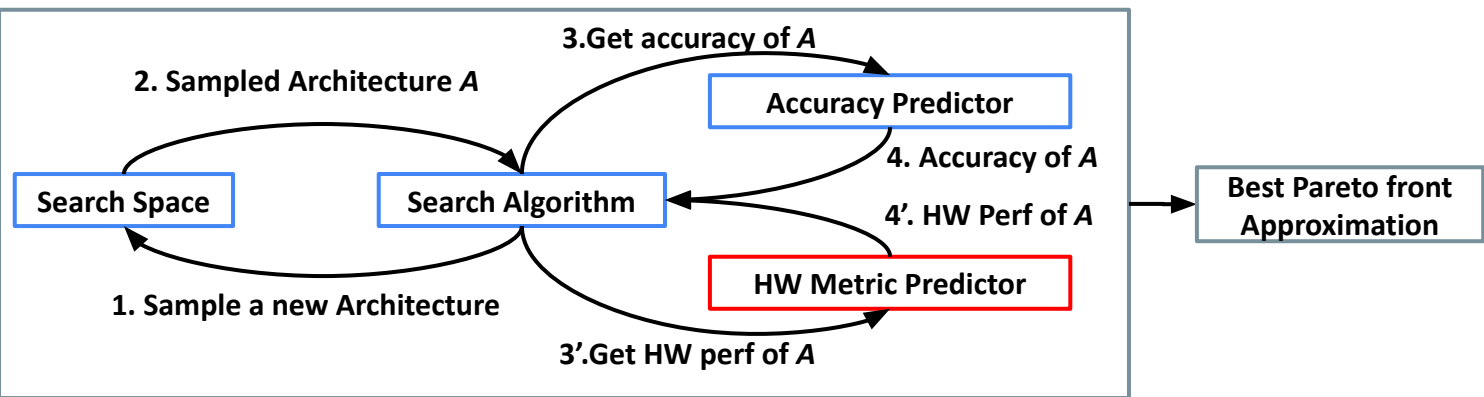 3.Get accuracy of A
2. Sampled Architecture A
Accuracy Predictor
4. Accuracy of A
Search Space
Search Algorithm
4'. HW Perf of A
Best Pareto front
Approximation
HW Metric Predictor
1. Sample a new Architecture
3'.Get HW perf of A